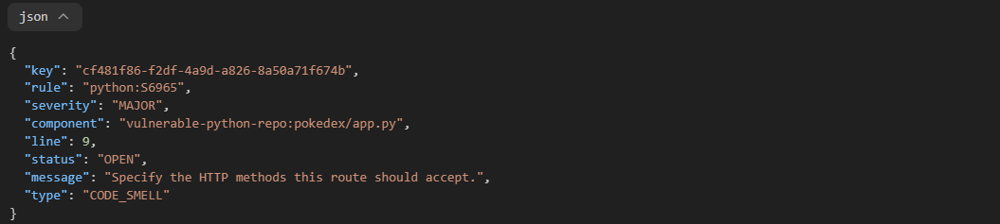 json
{
  "key": "cf481f86-f2df-4a9d-a826-8a50a71f674b",
  "rule": "python:S6965",
  "severity": "MAJOR",
  "component": "vulnerable-python-repo:pokedex/app.py",
  "line": 9,
  "status": "OPEN",
  "message": "Specify the HTTP methods this route should accept.",
  "type": "CODE_SMELL"
}